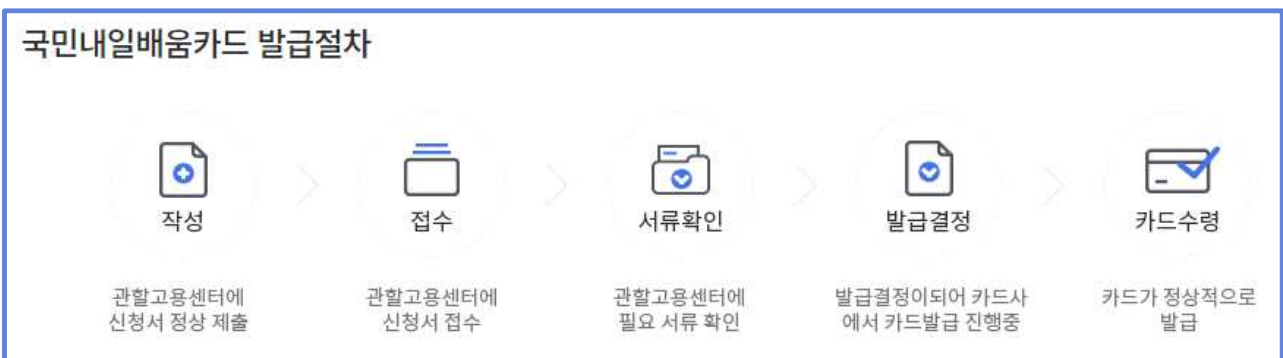 국민내일배움카드 발급절차
작성
접수
서류확인
발급결정
카드수령
관할고용센터에
신청서 정상 제출
관할고용센터에
신청서 접수
관할고용센터에
필요 서류 확인
발급결정이되어 카드사
에서 카드발급 진행중
카드가 정상적으로
발급